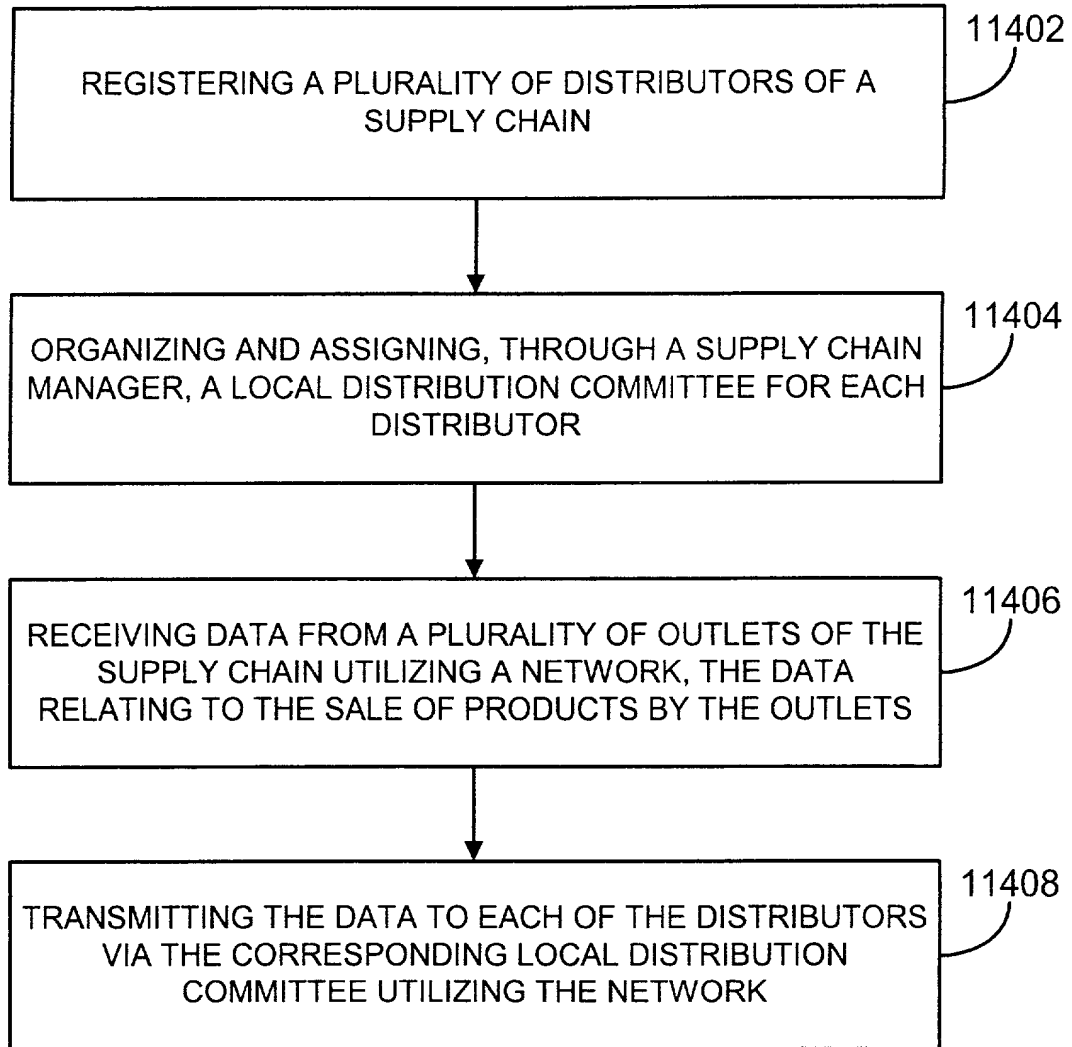 11402
REGISTERING A PLURALITY OF DISTRIBUTORS OF A
SUPPLY CHAIN
11404
ORGANIZING AND ASSIGNING, THROUGH A SUPPLY CHAIN
MANAGER, A LOCAL DISTRIBUTION COMMITTEE FOR EACH
DISTRIBUTOR
11406
RECEIVING DATA FROM A PLURALITY OF OUTLETS OF THE
SUPPLY CHAIN UTILIZING A NETWORK, THE DATA
RELATING TO THE SALE OF PRODUCTS BY THE OUTLETS
11408
TRANSMITTING THE DATA TO EACH OF THE DISTRIBUTORS
VIA THE CORRESPONDING LOCAL DISTRIBUTION
COMMITTEE UTILIZING THE NETWORK